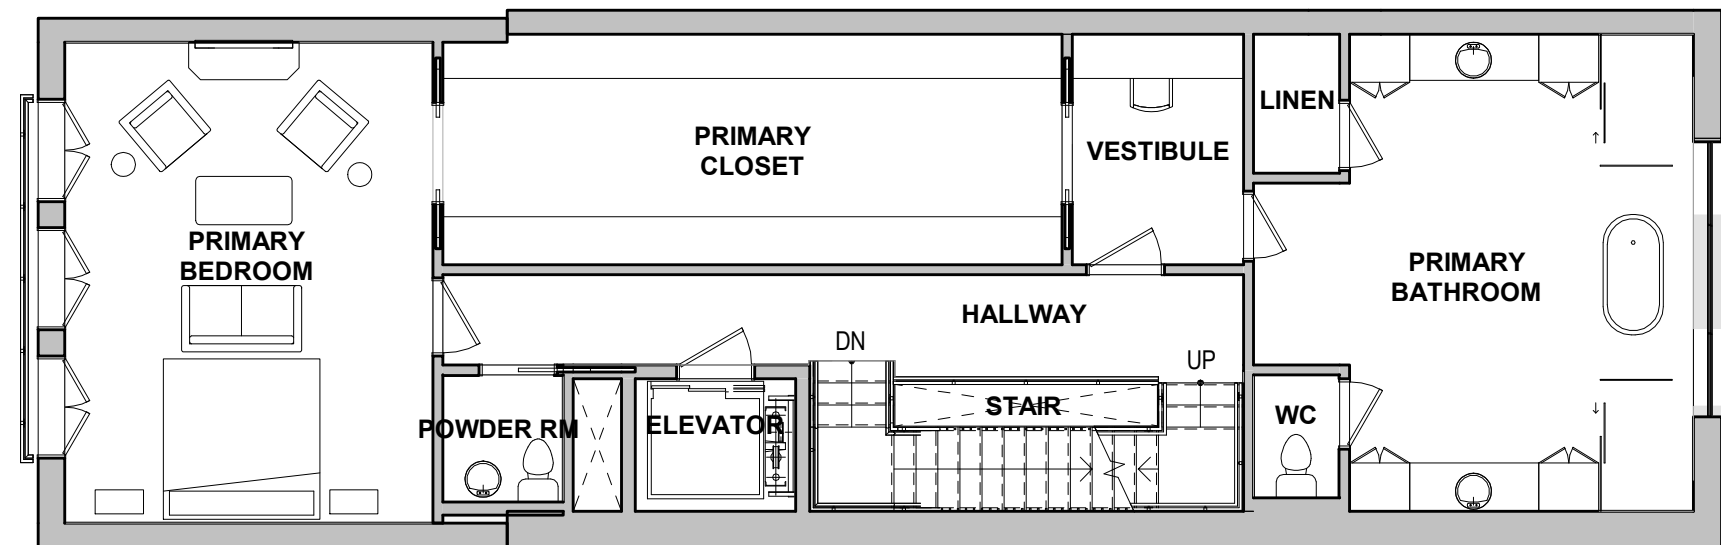 LINEN
PRIMARY
CLOSET
VESTIBULE
PRIMARY
BEDROOM
PRIMARY
BATHROOM
HALLWAY
DN
UP
STAIR
POWDER RM
ELEVATOR
WC